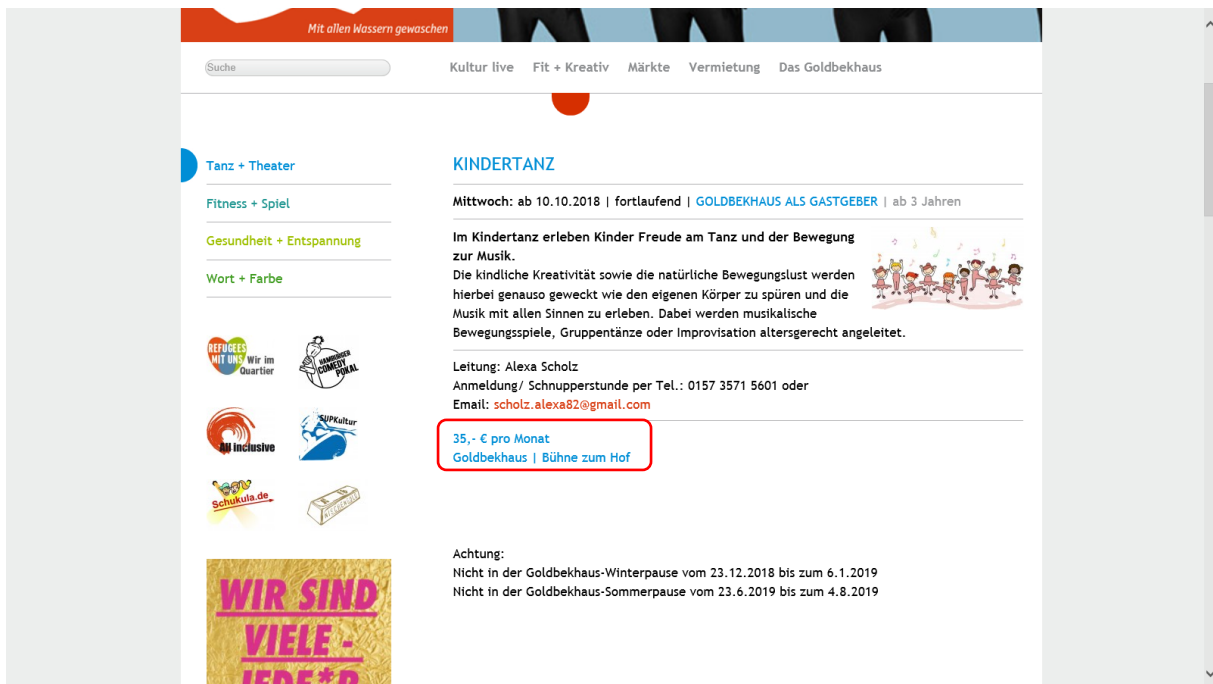 Mit allen Wassern gewaschen
Suche
Kultur live Fit + Kreativ Märkte Vermietung Das Goldbekhaus
Tanz + Theater
Fitness + Spiel
Gesundheit + Entspannung
Wort + Farbe
REFUGEES
MIT UNS Wir im
Quartier
HAMBURGER
COMEDY
POKAL
All inclusive
SUPKultur
Schukula.de
WIR SIND
VIELE -
JEDE*R
KINDERTANZ
Mittwoch: ab 10.10.2018 | fortlaufend | GOLDBEKHAUS ALS GASTGEBER | ab 3 Jahren
Im Kindertanz erleben Kinder Freude am Tanz und der Bewegung
zur Musik.
Die kindliche Kreativität sowie die natürliche Bewegungslust werden
hierbei genauso geweckt wie den eigenen Körper zu spüren und die
Musik mit allen Sinnen zu erleben. Dabei werden musikalische
Bewegungsspiele, Gruppentänze oder Improvisation altersgerecht angeleitet.
Leitung: Alexa Scholz
Anmeldung/ Schnupperstunde per Tel.: 0157 3571 5601 oder
Email: scholz.alexa82@gmail.com
35,- € pro Monat
Goldbekhaus | Bühne zum Hof
Achtung:
Nicht in der Goldbekhaus-Winterpause vom 23.12.2018 bis zum 6.1.2019
Nicht in der Goldbekhaus-Sommerpause vom 23.6.2019 bis zum 4.8.2019